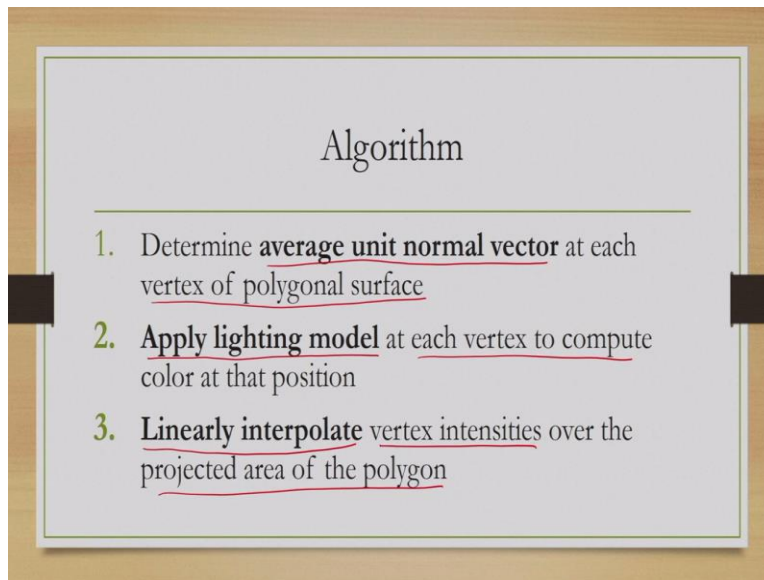 Algorithm
1. Determine average unit normal vector at each
vertex of polygonal surface
2. Apply lighting model at each vertex to compute
color at that position
3. Linearly interpolate vertex intensities over the
projected area of the polygon